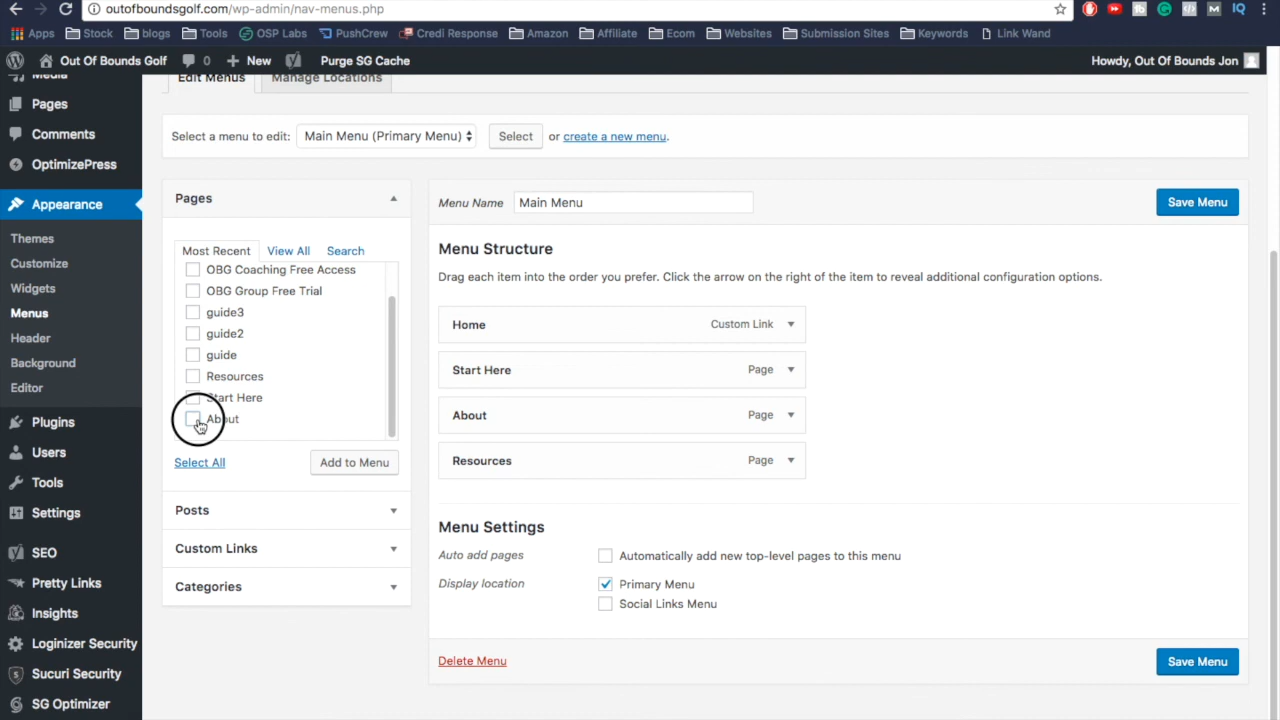 outofboundsgolf.com/wp-admin/nav-menus.php
Apps Stock blogs Tools OSP Labs PushCrew Credi Response Amazon Affiliate Ecom Websites Submission Sites Keywords Link Wand
Out Of Bounds Golf 0 New Purge SG Cache Howdy, Out Of Bounds Jon
Media
Pages
Comments
OptimizePress
Appearance
Themes
Customize
Widgets
Menus
Header
Background
Editor
Plugins
Users
Tools
Settings
SEO
Pretty Links
Insights
Loginizer Security
Sucuri Security
SG Optimizer
Edit Menus Manage Locations
Select a menu to edit: Main Menu (Primary Menu) Select or create a new menu.
Pages
Most Recent View All Search
OBG Coaching Free Access
OBG Group Free Trial
guide3
guide2
guide
Resources
Start Here
About
Select All Add to Menu
Posts
Custom Links
Categories
Menu Name Main Menu Save Menu
Menu Structure
Drag each item into the order you prefer. Click the arrow on the right of the item to reveal additional configuration options.
Home Custom Link
Start Here Page
About Page
Resources Page
Menu Settings
Auto add pages Automatically add new top-level pages to this menu
Display location Primary Menu
Social Links Menu
Delete Menu Save Menu